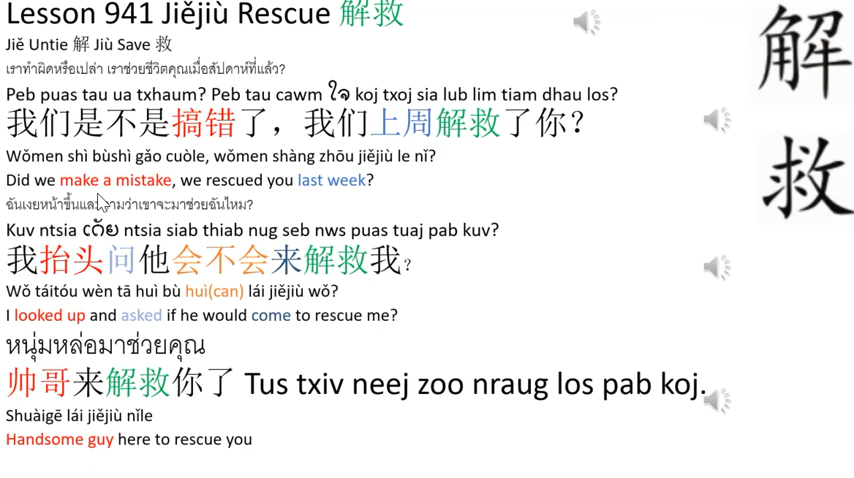 Lesson 941 Jiějiù Rescue 解救
Jiě Untie 解 Jiù Save 救
เราทำผิดหรือเปล่า เราช่วยชีวิตคุณเมื่อสัปดาห์ที่แล้ว?
Peb puas tau ua txhaum? Peb tau cawm ใจ koj txoj sia lub lim tiam dhau los?
我们是不是搞错了，我们上周解救了你？
Wǒmen shì bùshì gǎo cuòle, wǒmen shàng zhōu jiějiù le nǐ?
Did we make a mistake, we rescued you last week?
ฉันเงยหน้าขึ้นและถามว่าเขาจะมาช่วยฉันไหม?
Kuv ntsia ເດັຍ ntsia siab thiab nug seb nws puas tuaj pab kuv?
我抬头问他会不会来解救我？
Wǒ táitóu wèn tā huì bù huì(can) lái jiějiù wǒ?
I looked up and asked if he would come to rescue me?
หนุ่มหล่อมาช่วยคุณ
帅哥来解救你了 Tus txiv neej zoo nraug los pab koj.
Shuàigē lái jiějiù nǐle
Handsome guy here to rescue you
解
救